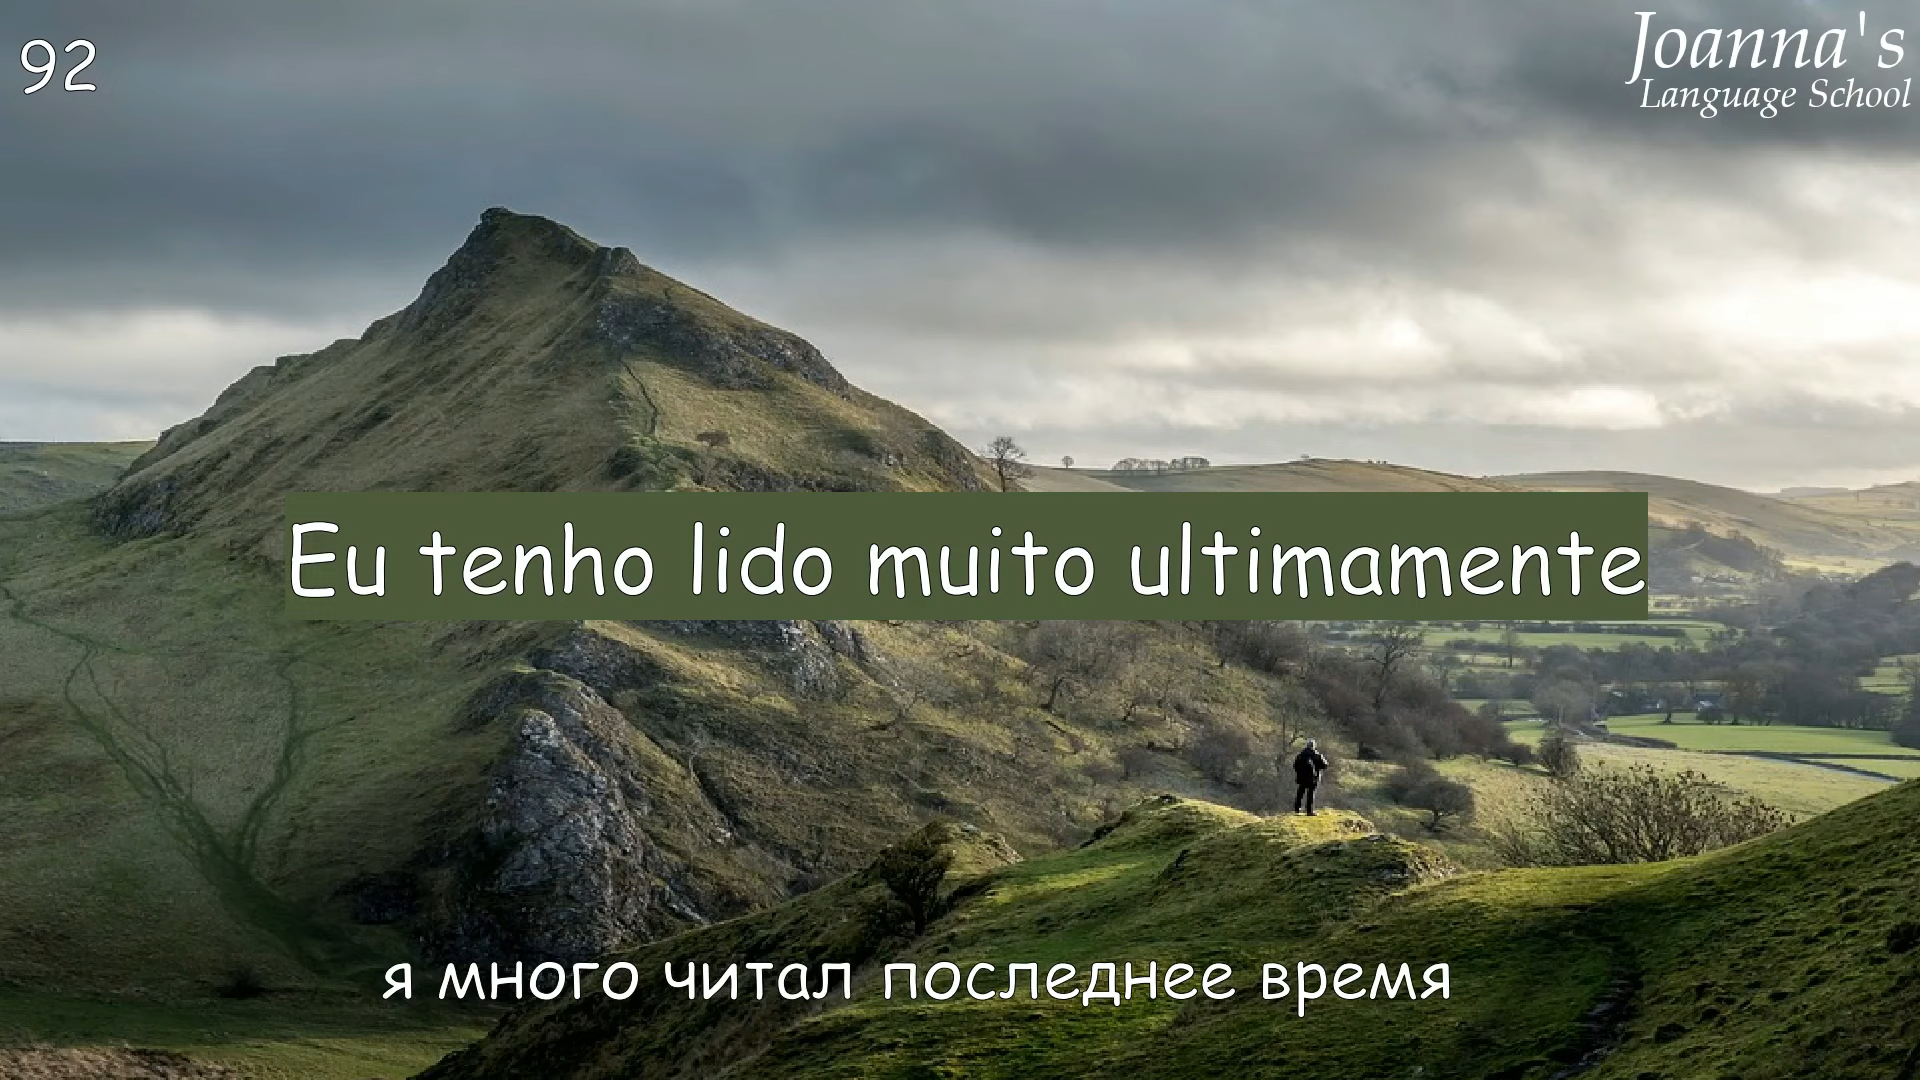 92
Joanna's
Language School
Eu tenho lido muito ultimamente
я много читал последнее время